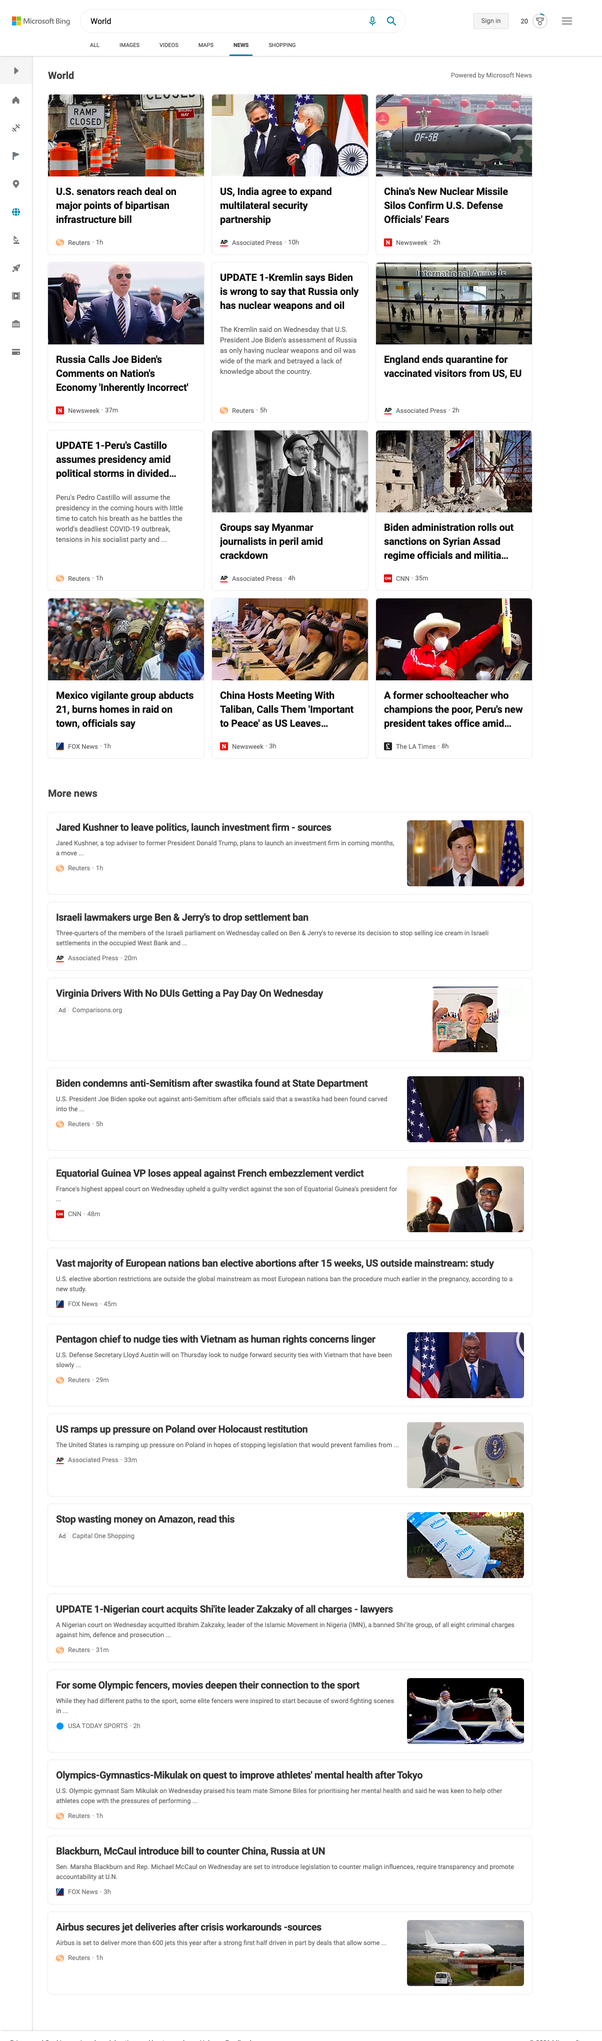 Microsoft Bing
World
Sign in
20
ALL
IMAGES
VIDEOS
MAPS
NEWS
SHOPPING
World
Powered by Microsoft News
CLOSED
RAMP
CLOSED
DF-5B
U.S. senators reach deal on
major points of bipartisan
infrastructure bill
Reuters · 1h
US, India agree to expand
multilateral security
partnership
AP Associated Press · 10h
China's New Nuclear Missile
Silos Confirm U.S. Defense
Officials' Fears
N Newsweek · 2h
Russia Calls Joe Biden's
Comments on Nation's
Economy 'Inherently Incorrect'
N Newsweek · 37m
UPDATE 1-Kremlin says Biden
is wrong to say that Russia only
has nuclear weapons and oil
The Kremlin said on Wednesday that U.S.
President Joe Biden's assessment of Russia
as only having nuclear weapons and oil was
wide of the mark and betrayed a lack of
knowledge about the country.
Reuters · 5h
International Arrivals
England ends quarantine for
vaccinated visitors from US, EU
AP Associated Press · 2h
UPDATE 1-Peru's Castillo
assumes presidency amid
political storms in divided...
Peru's Pedro Castillo will assume the
presidency in the coming hours with little
time to catch his breath as he battles the
world's deadliest COVID-19 outbreak,
tensions in his socialist party and ...
Reuters · 1h
Groups say Myanmar
journalists in peril amid
crackdown
AP Associated Press · 4h
Biden administration rolls out
sanctions on Syrian Assad
regime officials and militia...
CNN · 35m
Mexico vigilante group abducts
21, burns homes in raid on
town, officials say
FOX News · 1h
China Hosts Meeting With
Taliban, Calls Them 'Important
to Peace' as US Leaves...
N Newsweek · 3h
A former schoolteacher who
champions the poor, Peru's new
president takes office amid...
The LA Times · 8h
More news
Jared Kushner to leave politics, launch investment firm - sources
Jared Kushner, a top adviser to former President Donald Trump, plans to launch an investment firm in coming months,
a move ...
Reuters · 1h
Israeli lawmakers urge Ben & Jerry's to drop settlement ban
Three-quarters of the members of the Israeli parliament on Wednesday called on Ben & Jerry's to reverse its decision to stop selling ice cream in Israeli
settlements in the occupied West Bank and ...
AP Associated Press · 20m
Virginia Drivers With No DUIs Getting a Pay Day On Wednesday
Ad Comparisons.org
Biden condemns anti-Semitism after swastika found at State Department
U.S. President Joe Biden spoke out against anti-Semitism after officials said that a swastika had been found carved
into the ...
Reuters · 5h
Equatorial Guinea VP loses appeal against French embezzlement verdict
France's highest appeal court on Wednesday upheld a guilty verdict against the son of Equatorial Guinea's president for
...
CNN · 48m
Vast majority of European nations ban elective abortions after 15 weeks, US outside mainstream: study
U.S. elective abortion restrictions are outside the global mainstream as most European nations ban the procedure much earlier in the pregnancy, according to a
new study.
FOX News · 45m
Pentagon chief to nudge ties with Vietnam as human rights concerns linger
U.S. Defense Secretary Lloyd Austin will on Thursday look to nudge forward security ties with Vietnam that have been
slowly ...
Reuters · 29m
US ramps up pressure on Poland over Holocaust restitution
The United States is ramping up pressure on Poland in hopes of stopping legislation that would prevent families from ...
AP Associated Press · 33m
Stop wasting money on Amazon, read this
Ad Capital One Shopping
prime
prime
prime
UPDATE 1-Nigerian court acquits Shi'ite leader Zakzaky of all charges - lawyers
A Nigerian court on Wednesday acquitted Ibrahim Zakzaky, leader of the Islamic Movement in Nigeria (IMN), a banned Shi'ite group, of all eight criminal charges
against him, defence and prosecution ...
Reuters · 31m
For some Olympic fencers, movies deepen their connection to the sport
While they had different paths to the sport, some elite fencers were inspired to start because of sword fighting scenes
in ...
USA TODAY SPORTS · 2h
Olympics-Gymnastics-Mikulak on quest to improve athletes' mental health after Tokyo
U.S. Olympic gymnast Sam Mikulak on Wednesday praised his team mate Simone Biles for prioritising her mental health and said he was keen to help other
athletes cope with the pressures of performing ...
Reuters · 1h
Blackburn, McCaul introduce bill to counter China, Russia at UN
Sen. Marsha Blackburn and Rep. Michael McCaul on Wednesday are set to introduce legislation to counter malign influences, require transparency and promote
accountability at U.N.
FOX News · 3h
Airbus secures jet deliveries after crisis workarounds -sources
Airbus is set to deliver more than 600 jets this year after a strong first half driven in part by deals that allow some ...
Reuters · 1h